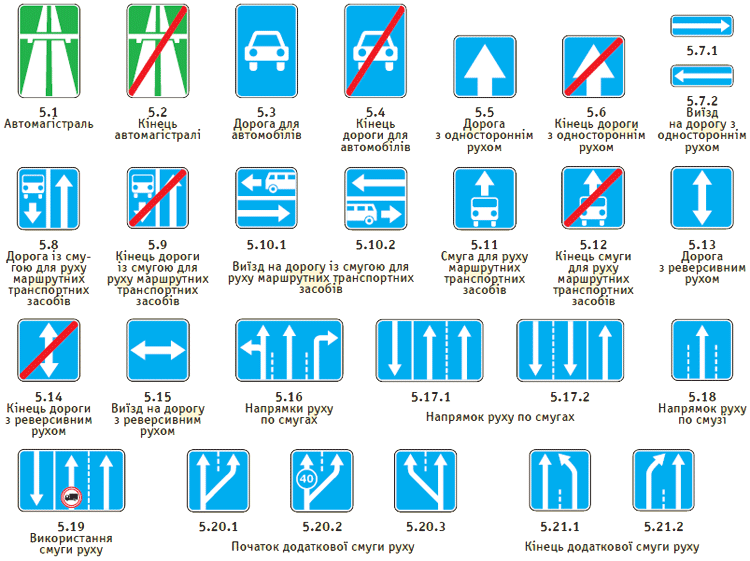 5.1
Автомагістраль
5.2
Кінець
автомагістралі
5.3
Дорога для
автомобілів
5.4
Кінець
дороги для
автомобілів
5.5
Дорога
з одностороннім
рухом
5.6
Кінець дороги
з одностороннім
рухом
5.7.1
5.7.2
Виїзд
на дорогу з
одностороннім
рухом
5.8
Дорога із сму-
гою для руху
маршрутних
транспортних
засобів
5.9
Кінець дороги
із смугою для
руху маршрутних
транспортних
засобів
5.10.1
5.10.2
Виїзд на дорогу із смугою для
руху маршрутних транспортних
засобів
5.11
Смуга для руху
маршрутних
транспортних
засобів
5.12
Кінець смуги
для руху
маршрутних
транспортних
засобів
5.13
Дорога
з реверсивним
рухом
5.14
Кінець дороги
з реверсивним
рухом
5.15
Виїзд на дорогу
з реверсивним
рухом
5.16
Напрямки руху
по смугах
5.17.1
5.17.2
Напрямок руху по смугах
5.18
Напрямок руху
по смузі
5.19
Використання
смуги руху
5.20.1
40
5.20.2
5.20.3
Початок додаткової смуги руху
5.21.1
5.21.2
Кінець додаткової смуги руху